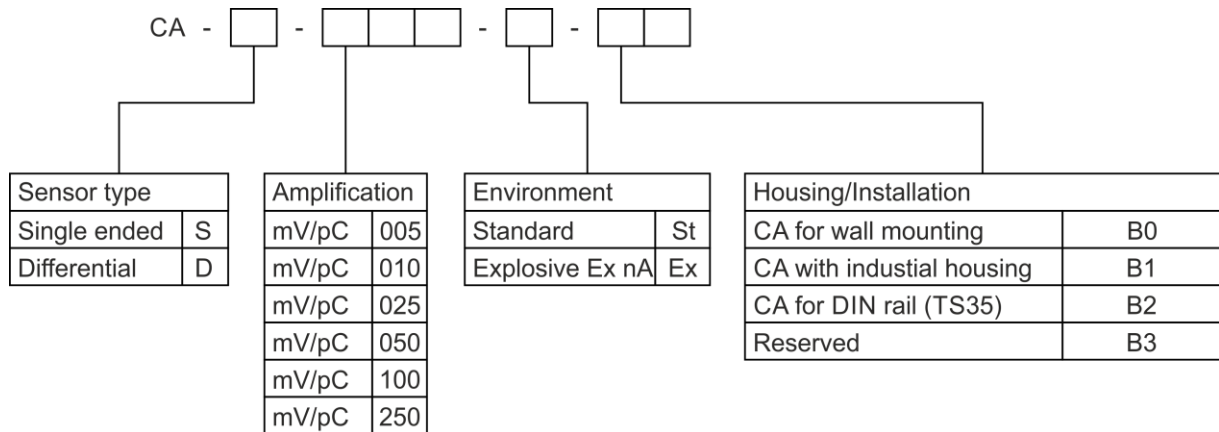 CA - - - -
Sensor type
Single ended S
Differential D
Amplification
mV/pC 005
mV/pC 010
mV/pC 025
mV/pC 050
mV/pC 100
mV/pC 250
Environment
Standard St
Explosive Ex nA Ex
Housing/Installation
CA for wall mounting B0
CA with industial housing B1
CA for DIN rail (TS35) B2
Reserved B3